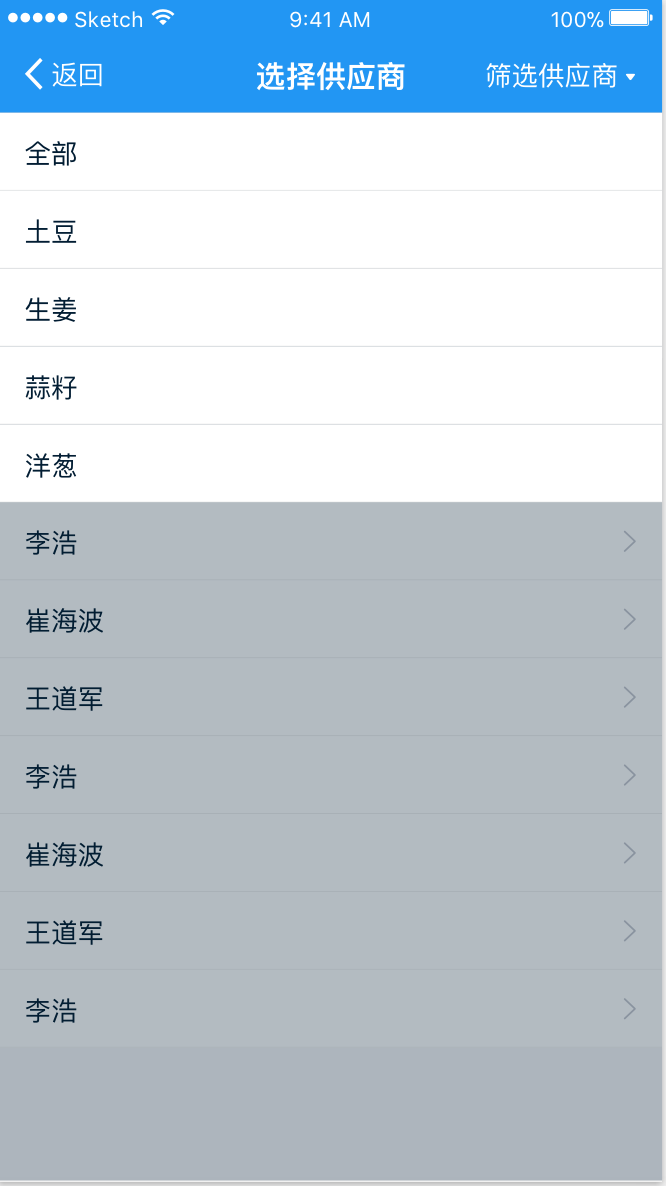 Sketch 9:41 AM 100%
返回 选择供应商 筛选供应商
全部
土豆
生姜
蒜籽
洋葱
李浩
崔海波
王道军
李浩
崔海波
王道军
李浩